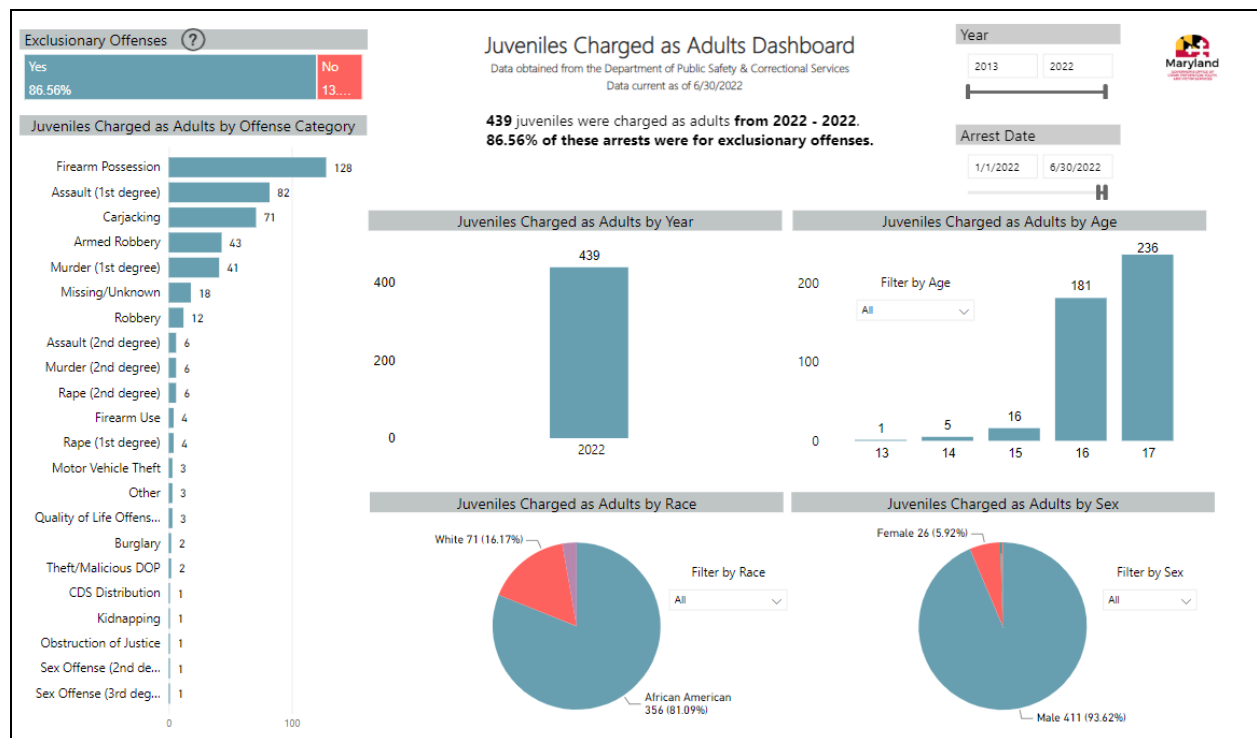 Exclusionary Offenses ?
Yes
86.56%
No
13....
Juveniles Charged as Adults Dashboard
Data obtained from the Department of Public Safety & Correctional Services
Data current as of 6/30/2022
439 juveniles were charged as adults from 2022 - 2022.
86.56% of these arrests were for exclusionary offenses.
Year
2013 2022
Arrest Date
1/1/2022 6/30/2022
Maryland
Juveniles Charged as Adults by Offense Category
Firearm Possession 128
Assault (1st degree) 82
Carjacking 71
Armed Robbery 43
Murder (1st degree) 41
Missing/Unknown 18
Robbery 12
Assault (2nd degree) 6
Murder (2nd degree) 6
Rape (2nd degree) 6
Firearm Use 4
Rape (1st degree) 4
Motor Vehicle Theft 3
Other 3
Quality of Life Offens... 3
Burglary 2
Theft/Malicious DOP 2
CDS Distribution 1
Kidnapping 1
Obstruction of Justice 1
Sex Offense (2nd de... 1
Sex Offense (3rd deg... 1
0 100
Juveniles Charged as Adults by Year
439
400
200
0
2022
Juveniles Charged as Adults by Age
Filter by Age
All
200
100
0
1 5 16 181 236
13 14 15 16 17
Juveniles Charged as Adults by Race
White 71 (16.17%)
African American
356 (81.09%)
Filter by Race
All
Juveniles Charged as Adults by Sex
Female 26 (5.92%)
Male 411 (93.62%)
Filter by Sex
All